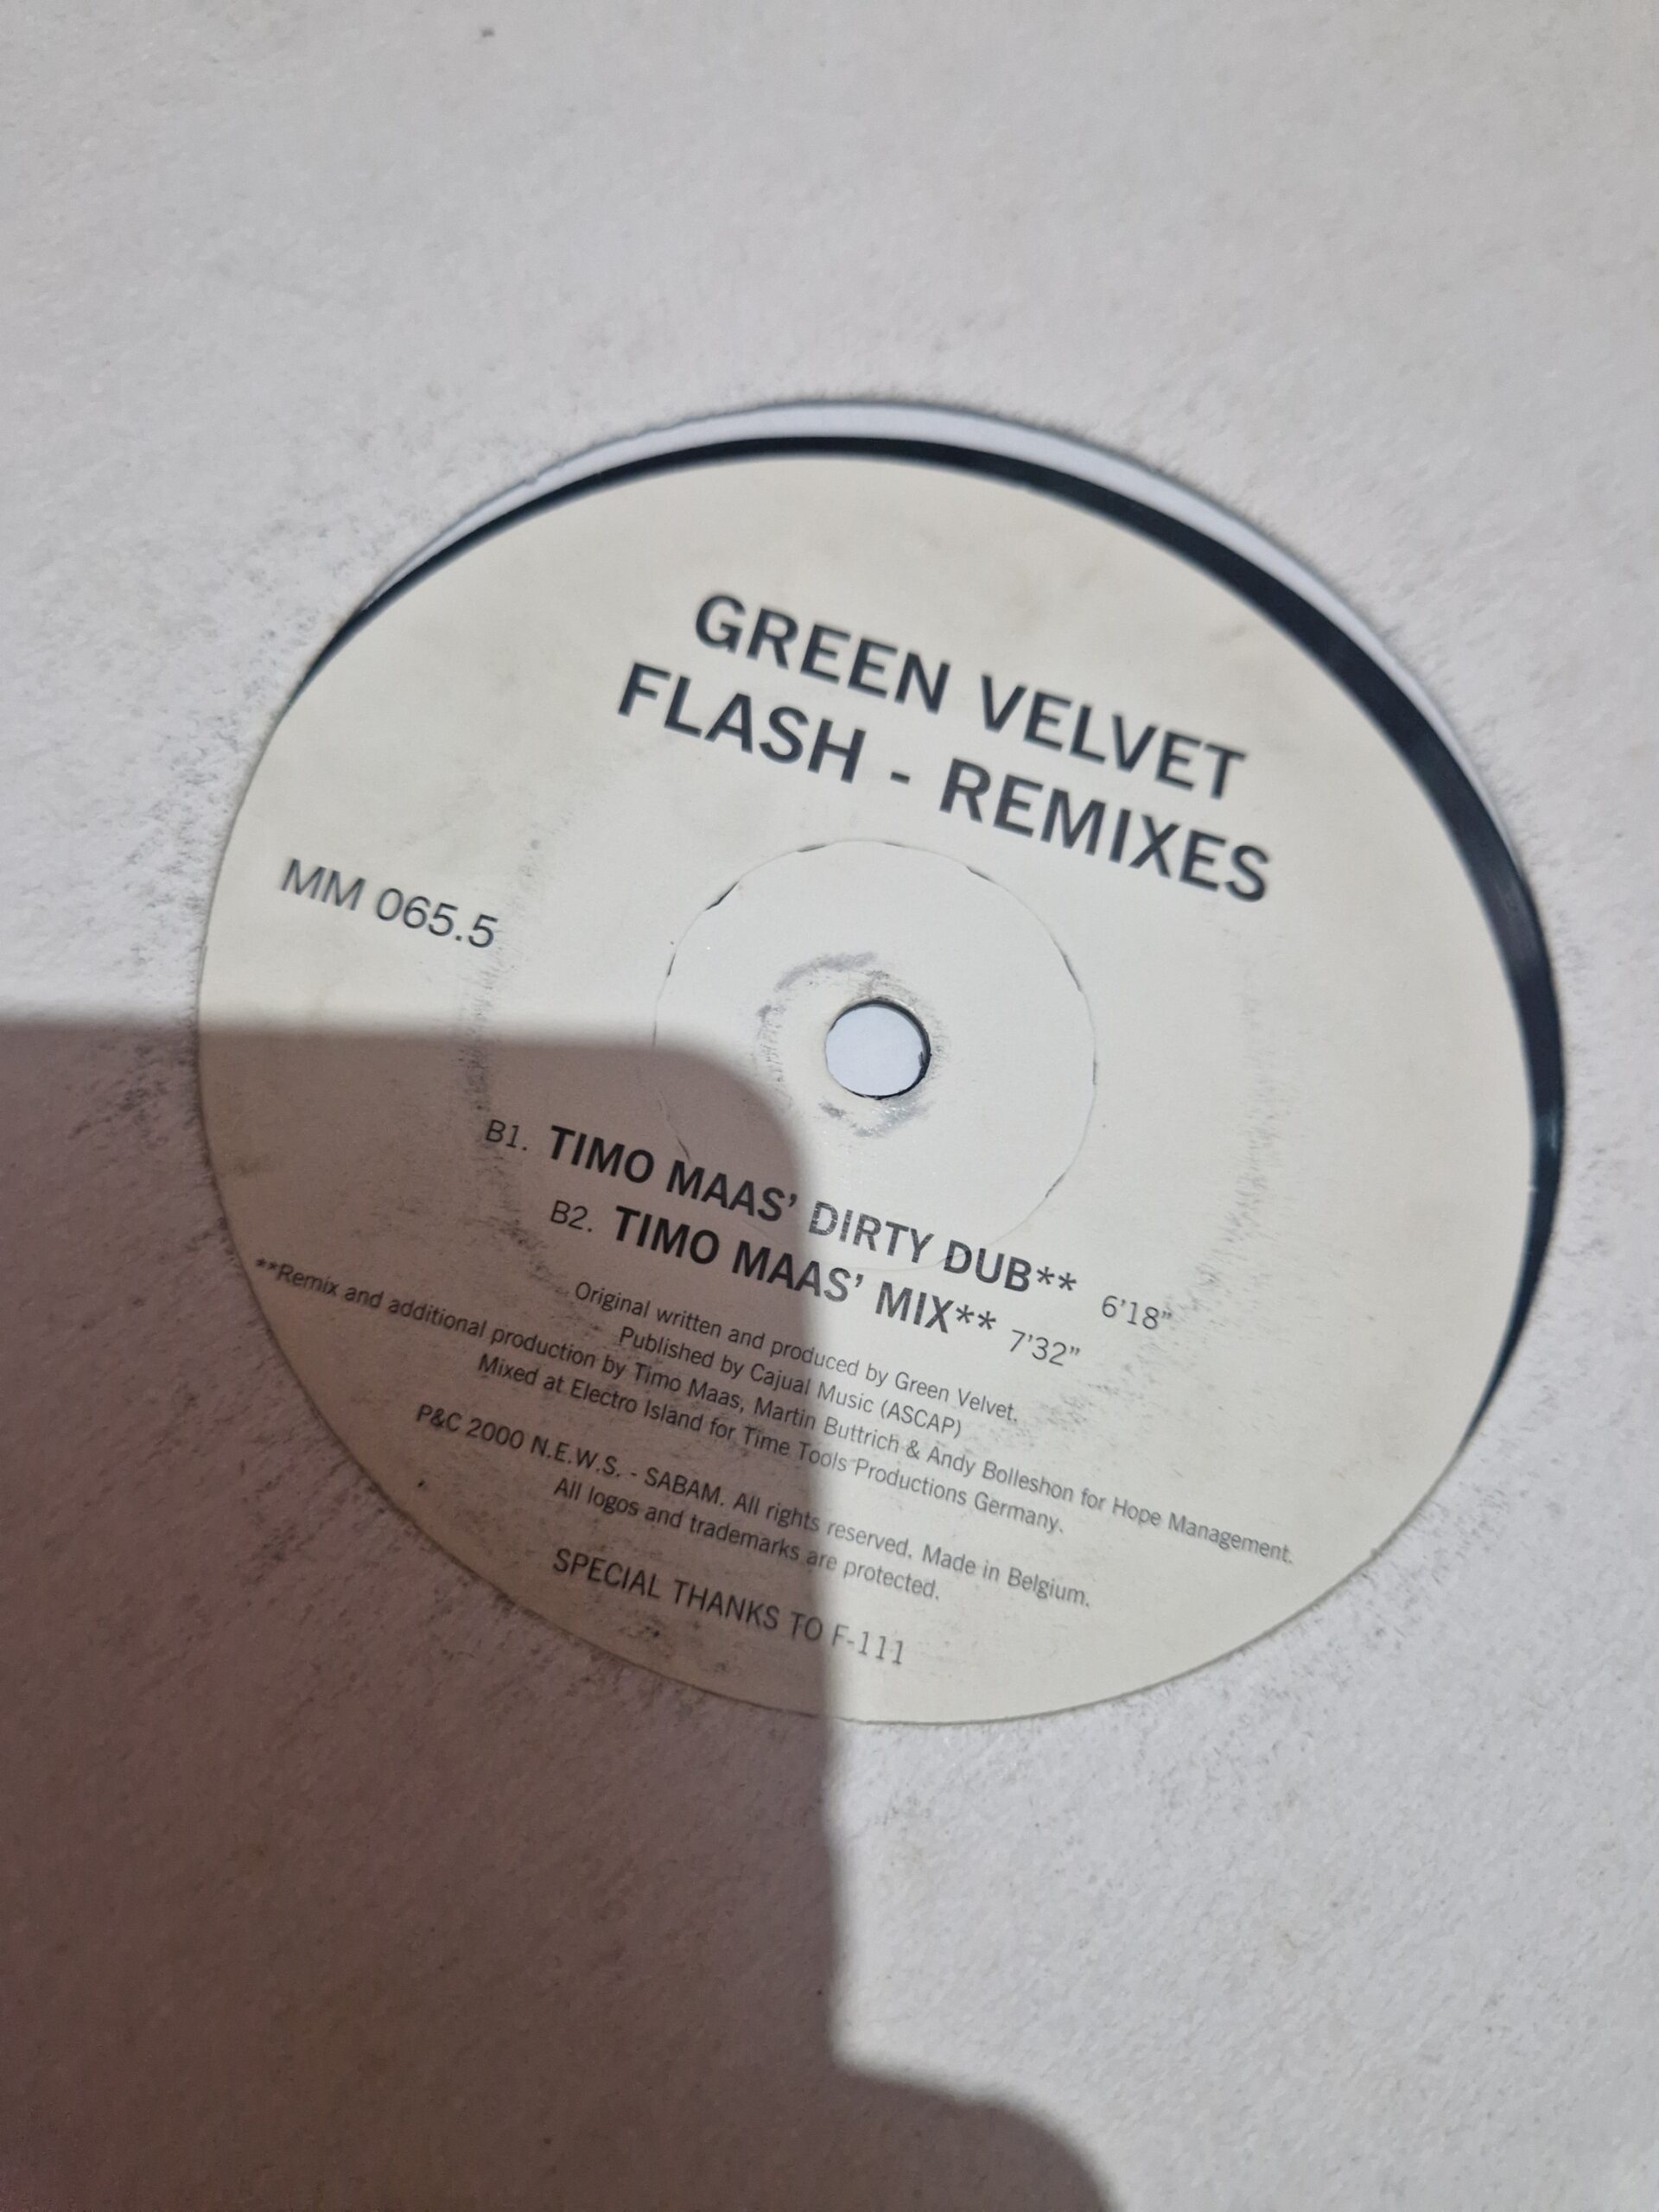 GREEN VELVET
FLASH - REMIXES
MM 065.5
B1. TIMO MAAS' DIRTY DUB** 6'18"
B2. TIMO MAAS' MIX** 7'32"
Original written and produced by Green Velvet.
Published by Cajual Music (ASCAP)
**Remix and additional production by Timo Maas, Martin Buttrich & Andy Bolleshon for Hope Management.
Mixed at Electro Island for Time Tools Productions Germany.
P&C 2000 N.E.W.S. - SABAM. All rights reserved. Made in Belgium.
All logos and trademarks are protected.
SPECIAL THANKS TO F-111